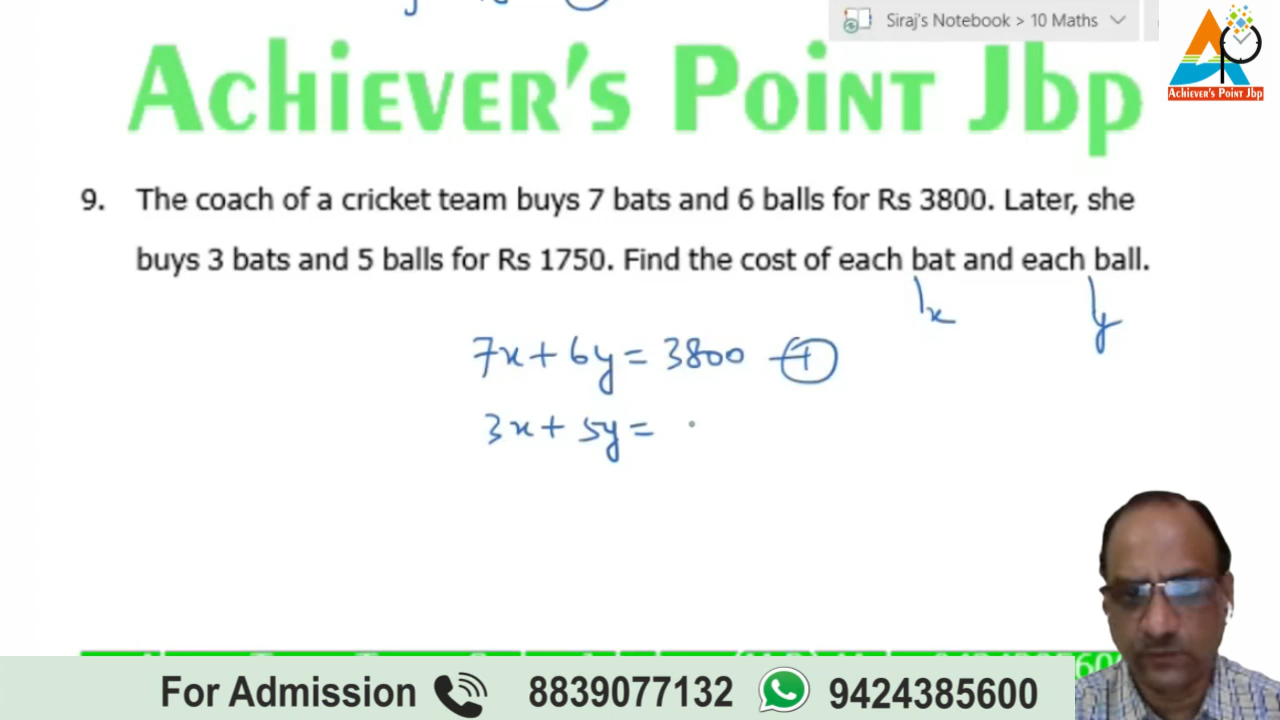 Siraj's Notebook > 10 Maths
ACHIEVER'S POINT JBP
ACHIEVER'S POINT JBP
9. The coach of a cricket team buys 7 bats and 6 balls for Rs 3800. Later, she
buys 3 bats and 5 balls for Rs 1750. Find the cost of each bat and each ball.
x y
7x + 6y = 3800 — 1
3x + 5y =
For Admission 8839077132 9424385600